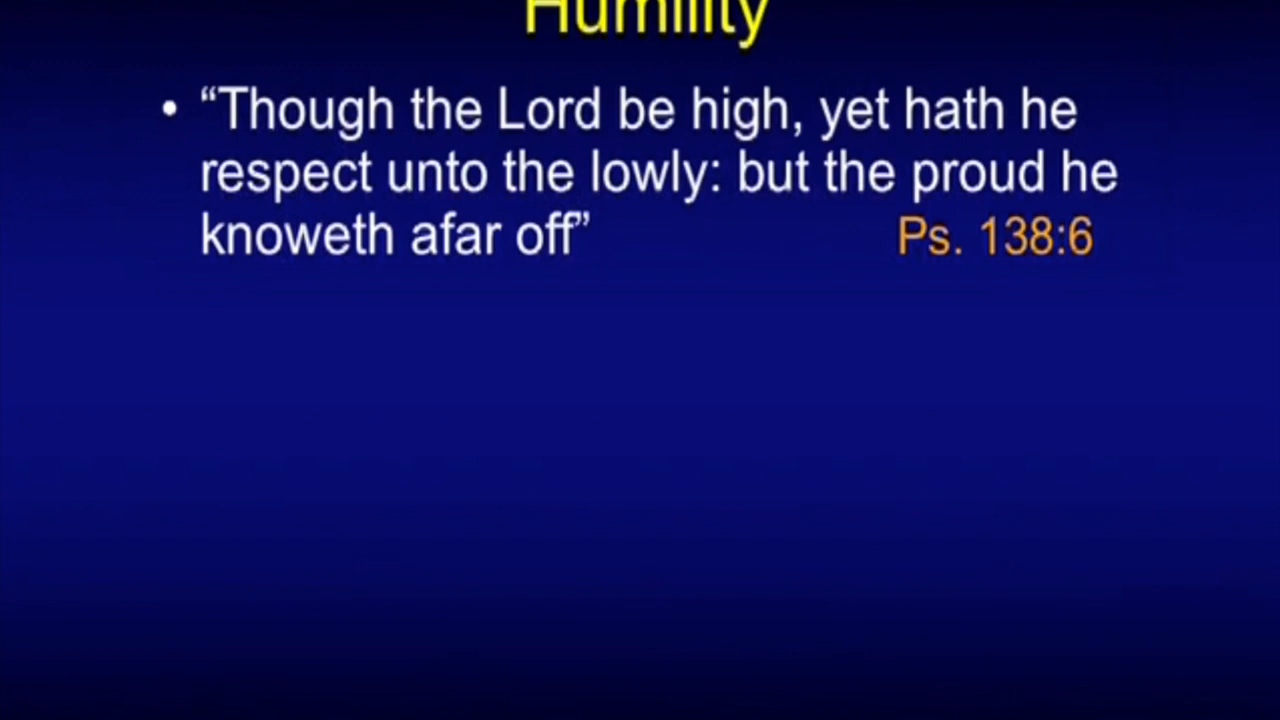 Humility
• “Though the Lord be high, yet hath he
respect unto the lowly: but the proud he
knoweth afar off” Ps. 138:6